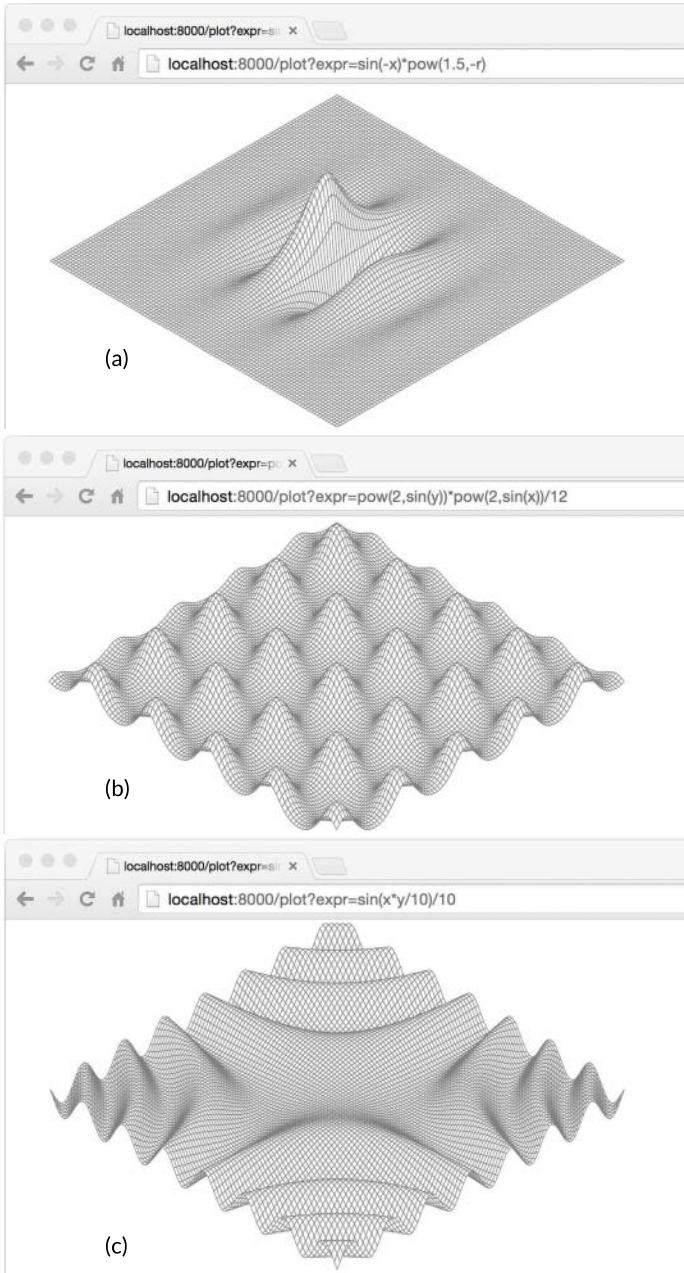 localhost:8000/plot?expr=si
localhost:8000/plot?expr=sin(-x)*pow(1.5,-r)
(a)
localhost:8000/plot?expr=po
localhost:8000/plot?expr=pow(2,sin(y))*pow(2,sin(x))/12
(b)
localhost:8000/plot?expr=si
localhost:8000/plot?expr=sin(x*y/10)/10
(c)